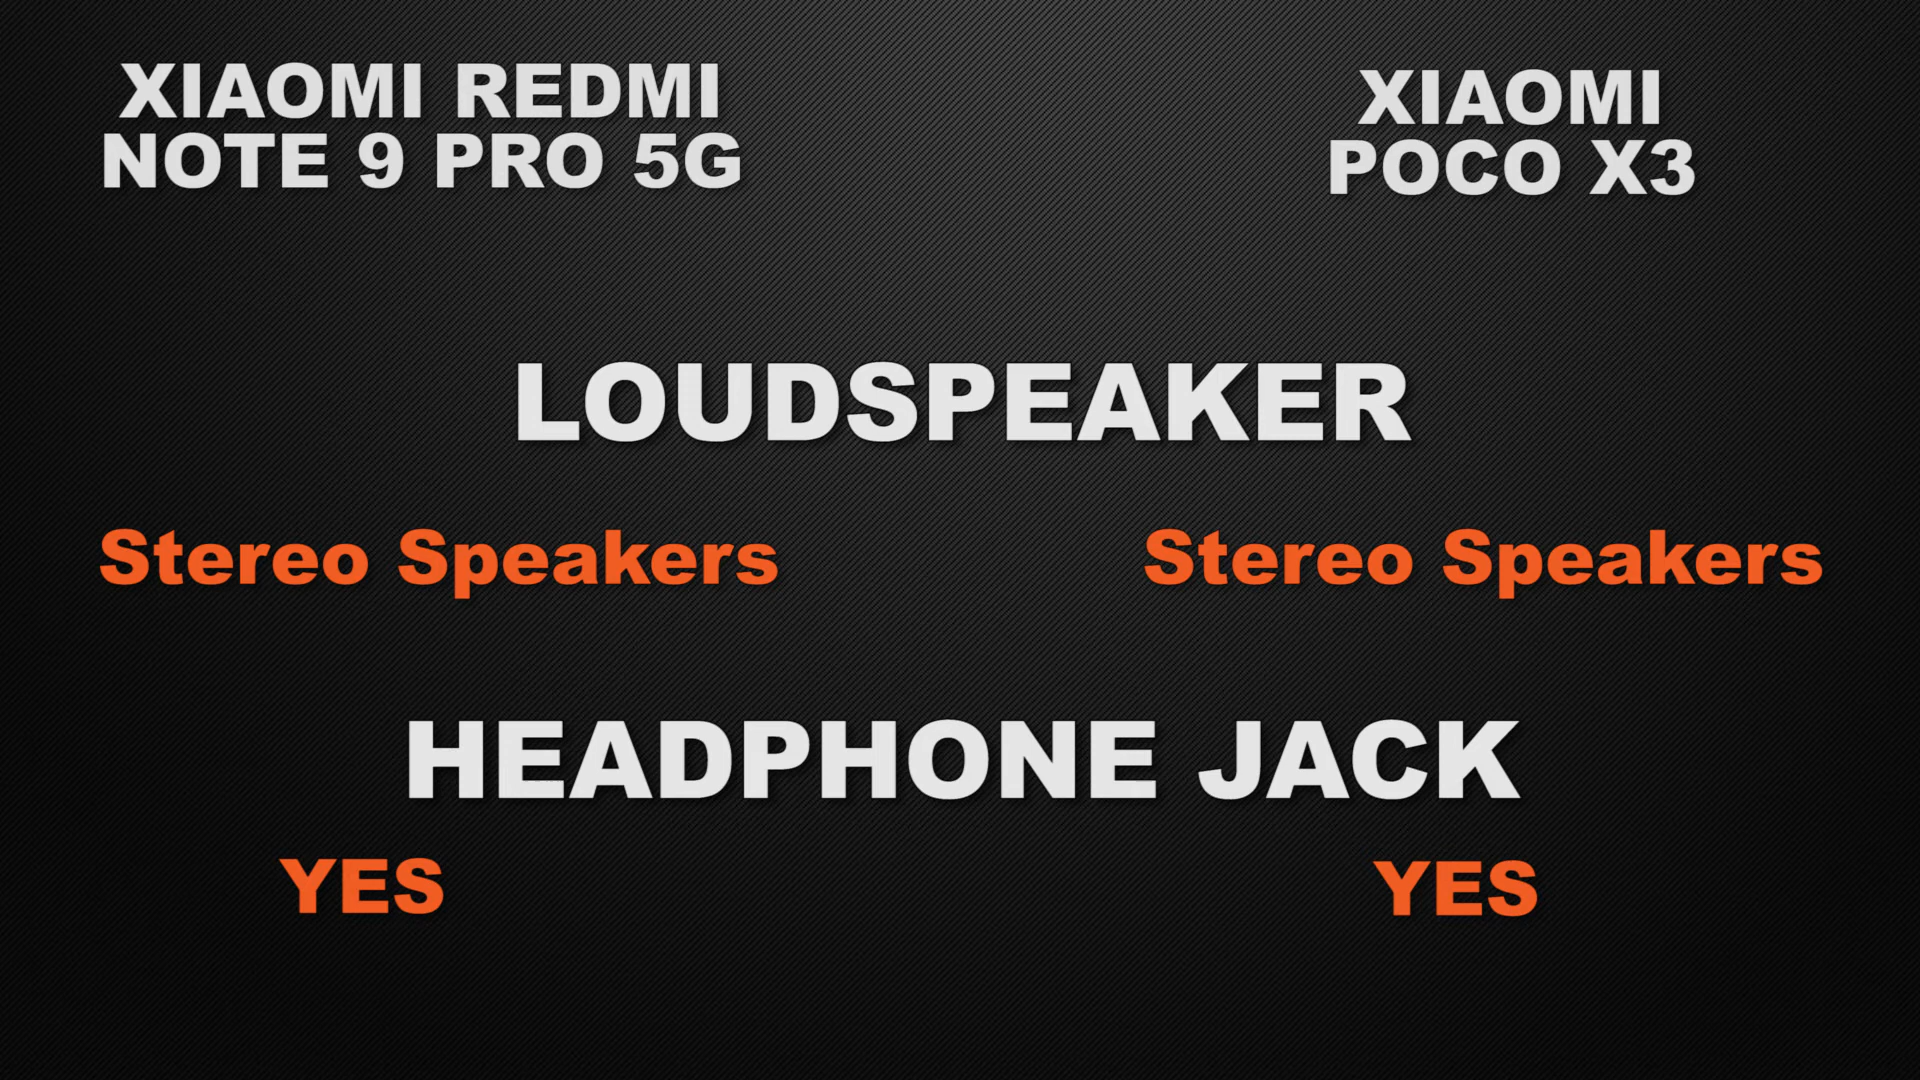 XIAOMI REDMI
NOTE 9 PRO 5G
XIAOMI
POCO X3
LOUDSPEAKER
Stereo Speakers
Stereo Speakers
HEADPHONE JACK
YES
YES